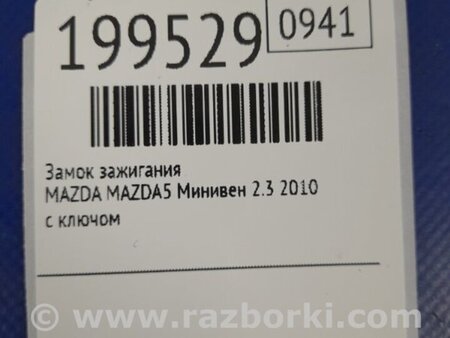 199529 0941
Замок зажигания
MAZDA MAZDA5 Минивен 2.3 2010
с ключом
www.razborki.com